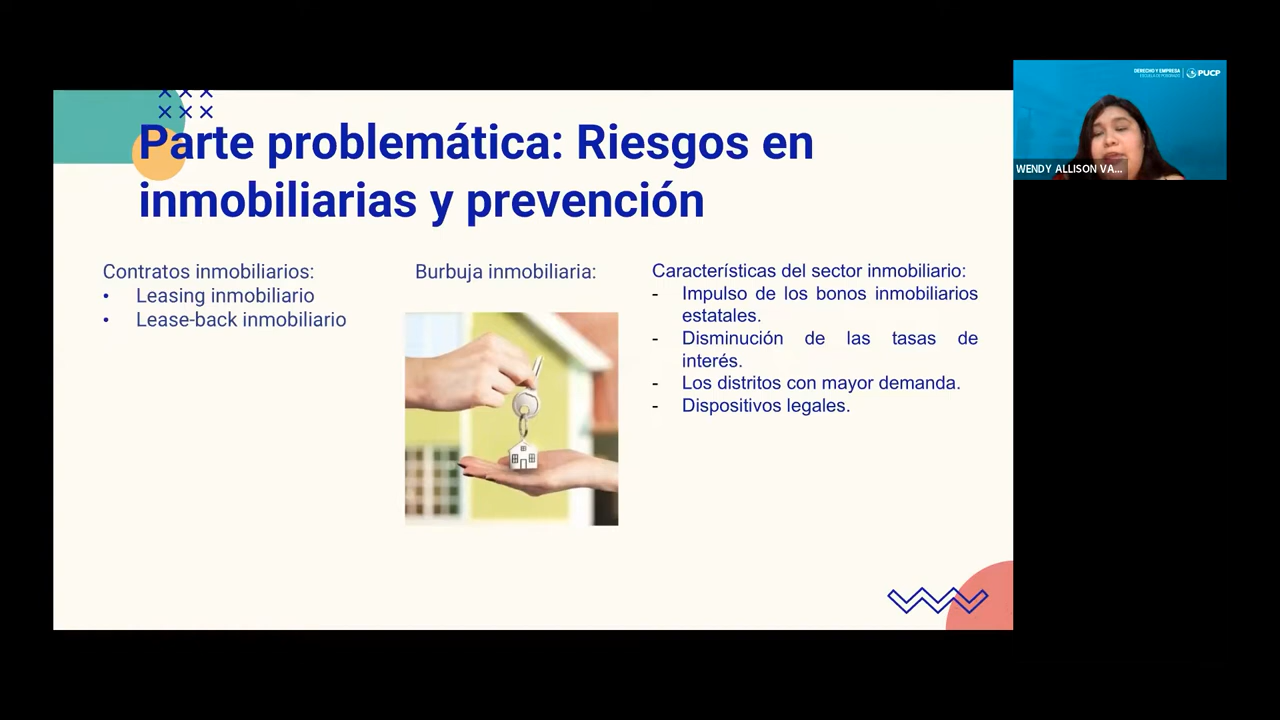 Parte problemática: Riesgos en
inmobiliarias y prevención
Contratos inmobiliarios:
• Leasing inmobiliario
• Lease-back inmobiliario
Burbuja inmobiliaria:
Características del sector inmobiliario:
- Impulso de los bonos inmobiliarios
estatales.
- Disminución de las tasas de
interés.
- Los distritos con mayor demanda.
- Dispositivos legales.
DERECHO Y EMPRESA
ESCUELA DE POSGRADO
PUCP
WENDY ALLISON VA...